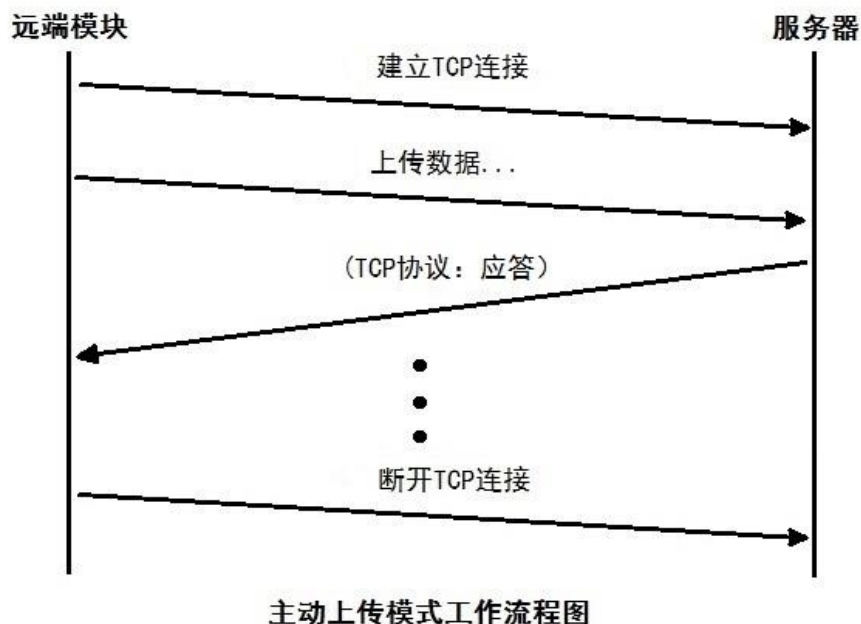 远端模块
服务器
建立TCP连接
上传数据...
(TCP协议：应答)
断开TCP连接
主动上传模式工作流程图